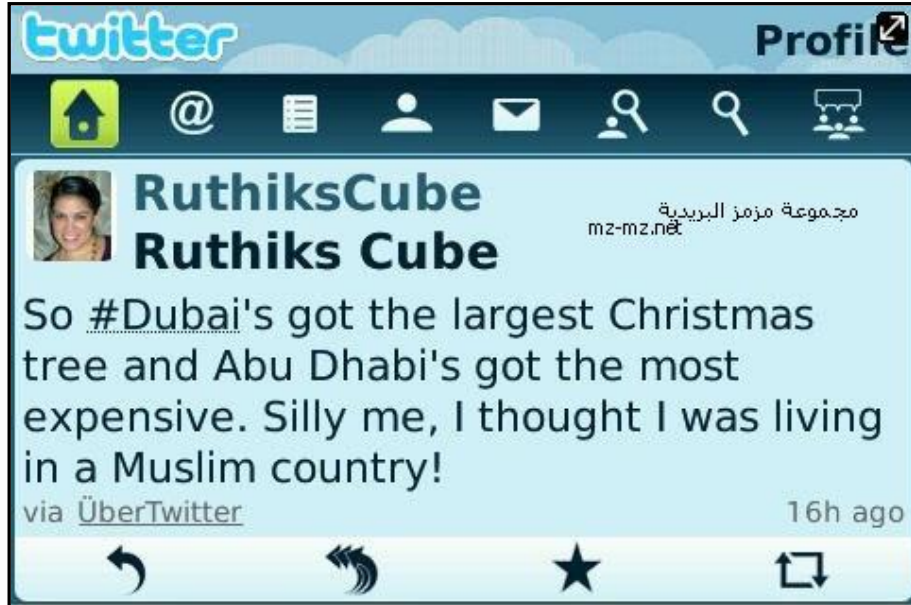 twitter
Profile
@
RuthiksCube
Ruthiks Cube
مجموعة مزمز البريدية
mz-mz.net
So #Dubai's got the largest Christmas
tree and Abu Dhabi's got the most
expensive. Silly me, I thought I was living
in a Muslim country!
via ÜberTwitter
16h ago